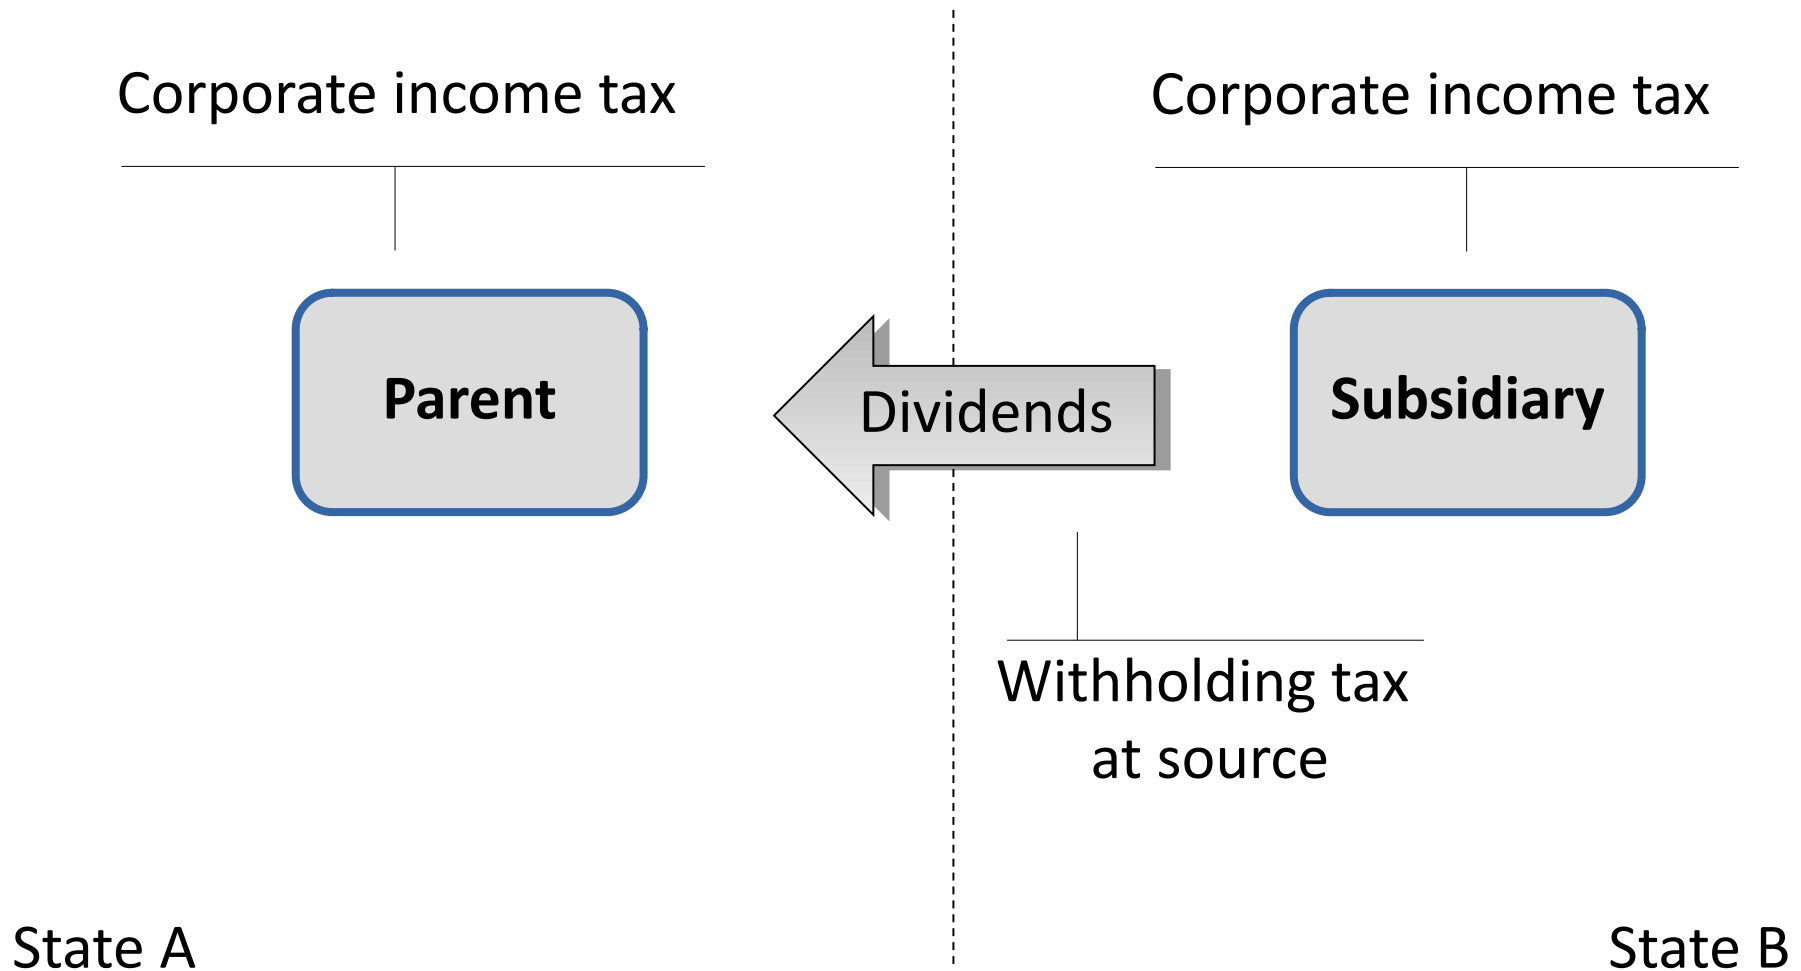 Corporate income tax
Corporate income tax
Parent
Dividends
Subsidiary
Withholding tax
at source
State A
State B